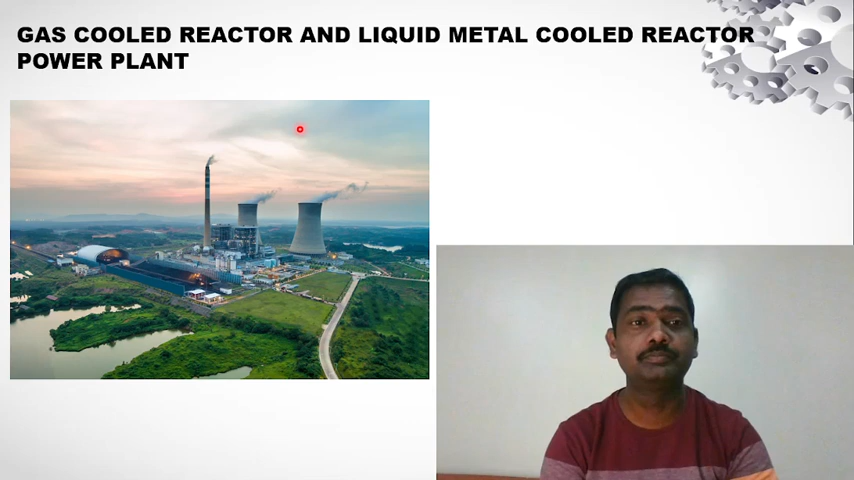 GAS COOLED REACTOR AND LIQUID METAL COOLED REACTOR
POWER PLANT